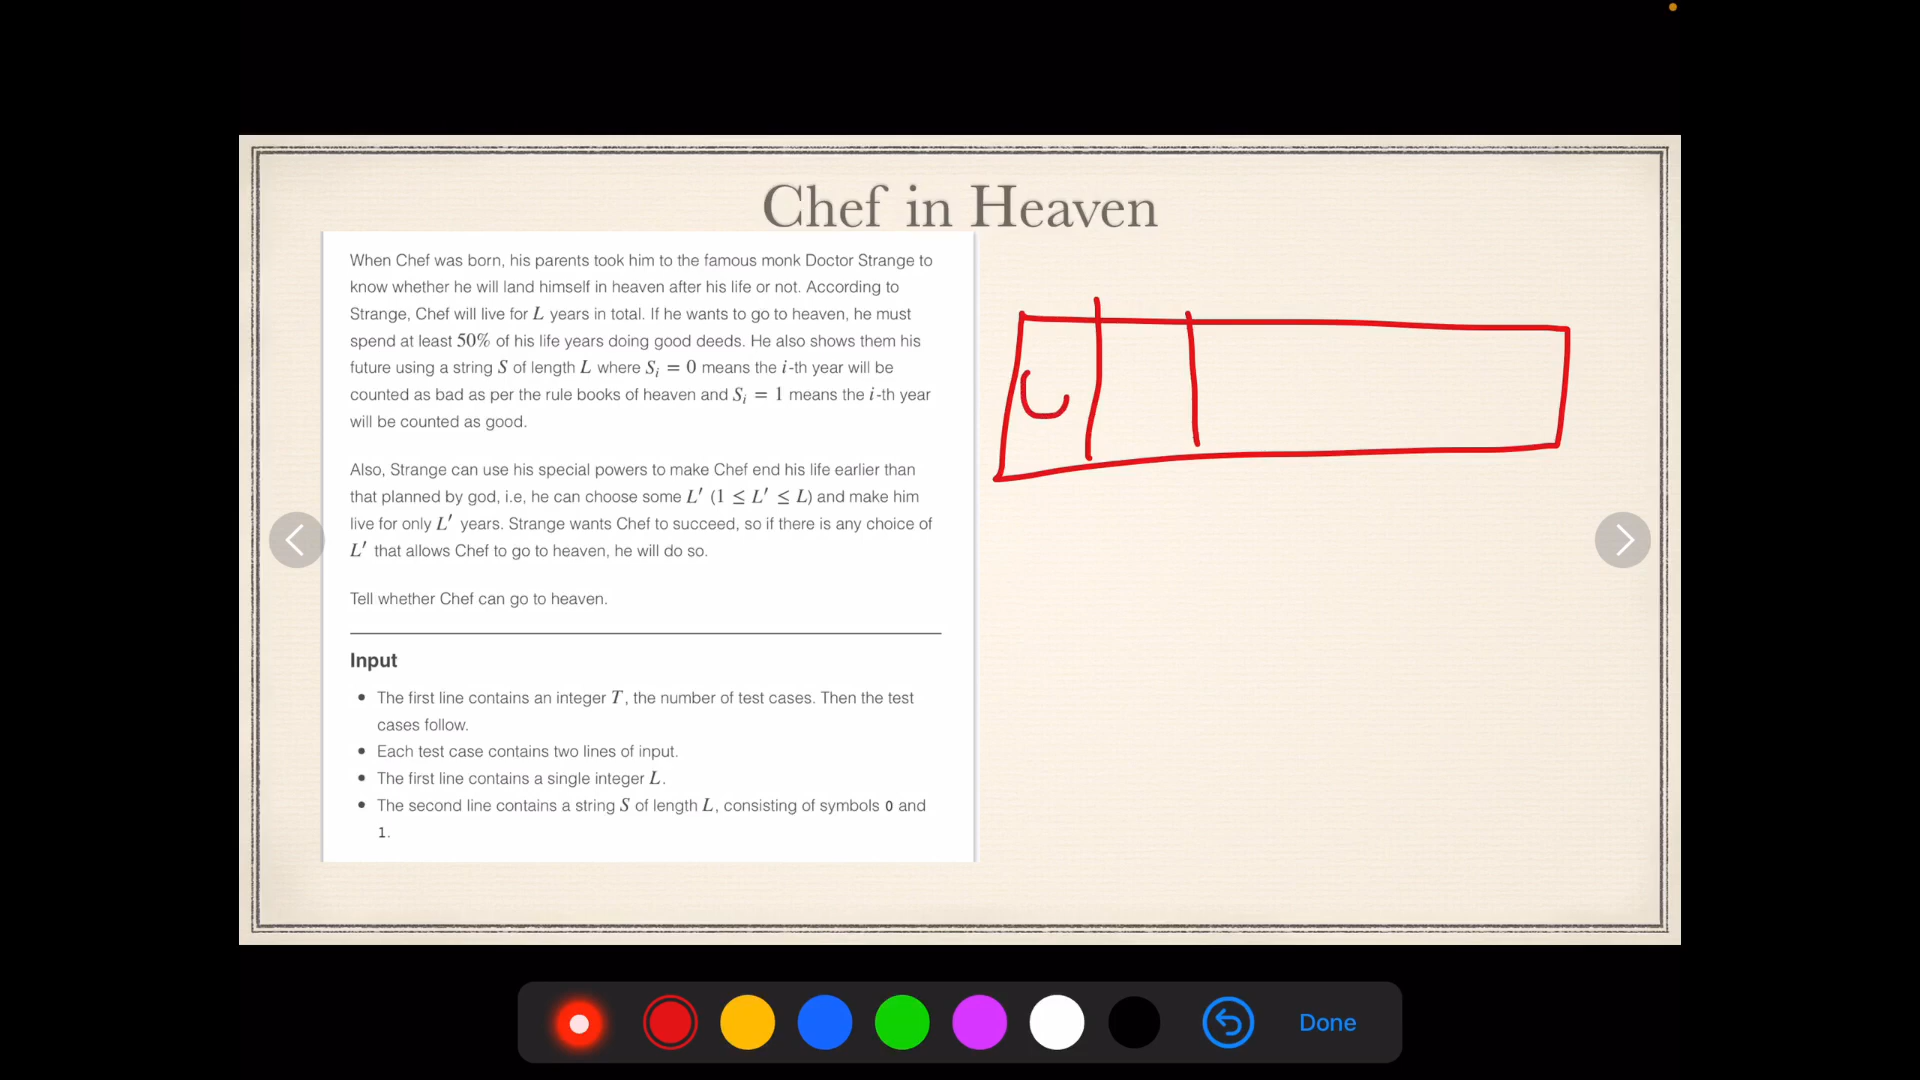 Chef in Heaven
When Chef was born, his parents took him to the famous monk Doctor Strange to
know whether he will land himself in heaven after his life or not. According to
Strange, Chef will live for L years in total. If he wants to go to heaven, he must
spend at least 50% of his life years doing good deeds. He also shows them his
future using a string S of length L where Sᵢ = 0 means the i-th year will be
counted as bad as per the rule books of heaven and Sᵢ = 1 means the i-th year
will be counted as good.
Also, Strange can use his special powers to make Chef end his life earlier than
that planned by god, i.e, he can choose some L′ (1 ≤ L′ ≤ L) and make him
live for only L′ years. Strange wants Chef to succeed, so if there is any choice of
L′ that allows Chef to go to heaven, he will do so.
Tell whether Chef can go to heaven.
Input
• The first line contains an integer T, the number of test cases. Then the test
cases follow.
• Each test case contains two lines of input.
• The first line contains a single integer L.
• The second line contains a string S of length L, consisting of symbols 0 and
1.
Done